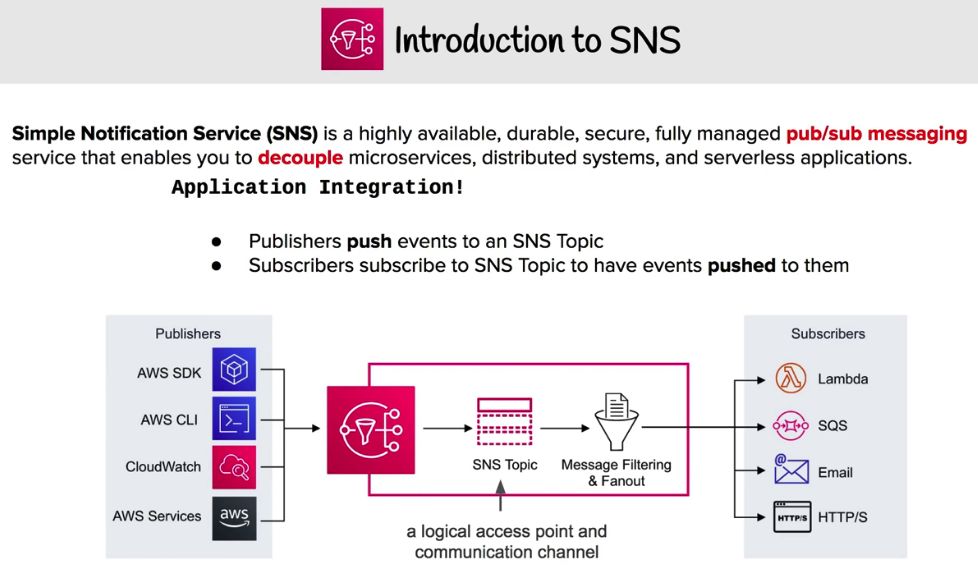 Introduction to SNS
Simple Notification Service (SNS) is a highly available, durable, secure, fully managed pub/sub messaging
service that enables you to decouple microservices, distributed systems, and serverless applications.
Application Integration!
● Publishers push events to an SNS Topic
● Subscribers subscribe to SNS Topic to have events pushed to them
Publishers
AWS SDK
AWS CLI
CloudWatch
AWS Services
aws
SNS Topic
Message Filtering
& Fanout
a logical access point and
communication channel
Subscribers
Lambda
SQS
@
Email
HTTP/S
HTTP/S